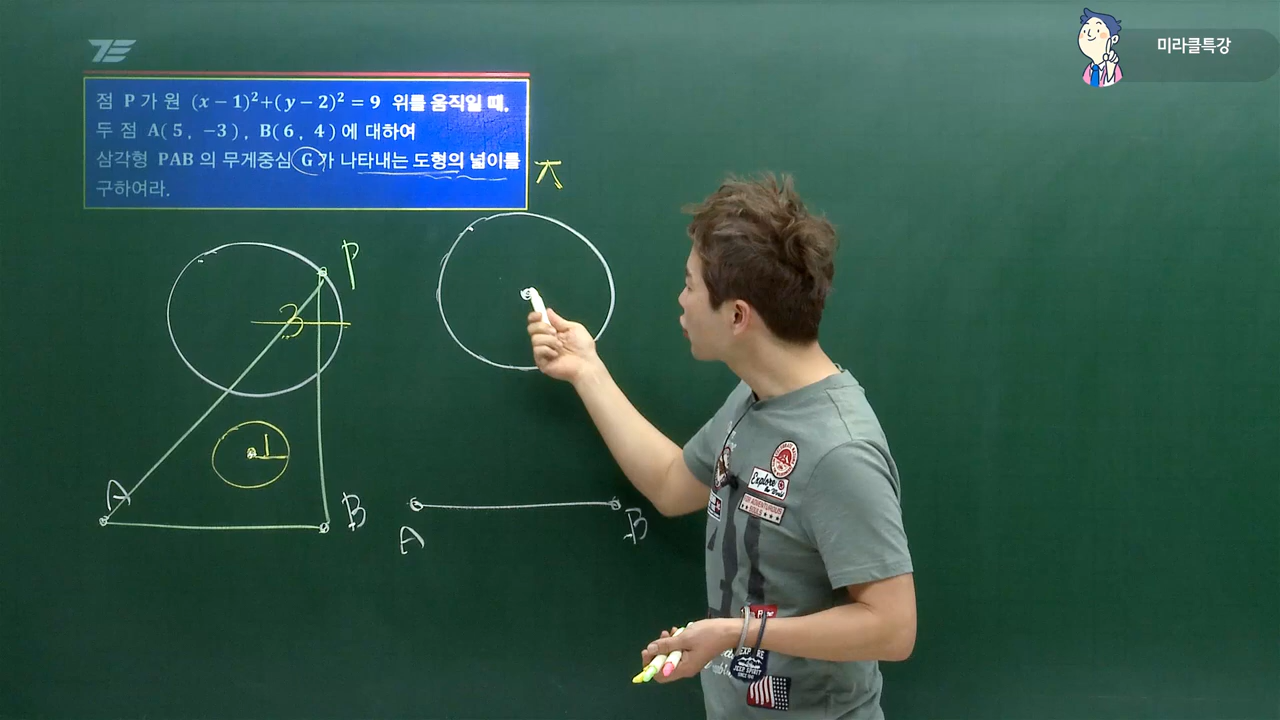 미라클특강
점 P가 원 (x − 1)²+(y − 2)² = 9 위를 움직일 때,
두 점 A(5, −3), B(6, 4)에 대하여
삼각형 PAB의 무게중심 G가 나타내는 도형의 넓이를
구하여라.
π
P
3
1
A
B
A
B
Explore